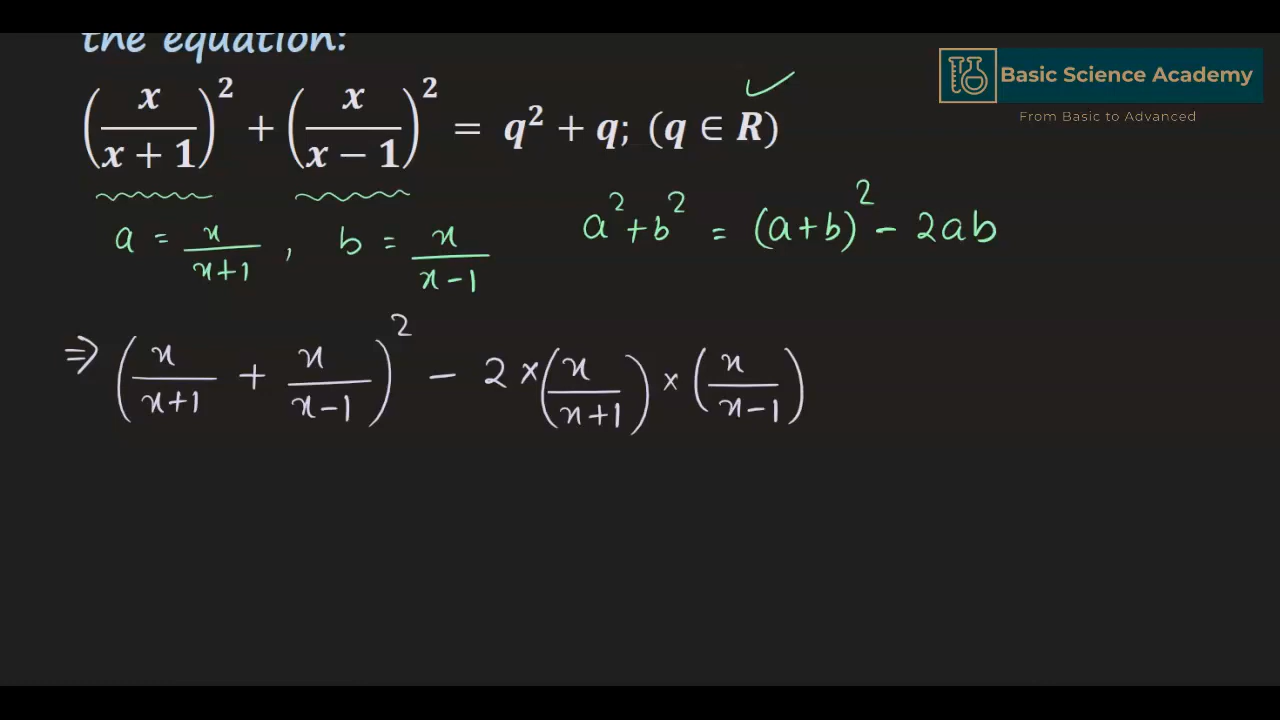 the equation:
Basic Science Academy
From Basic to Advanced
(x/(x + 1))² + (x/(x − 1))² = q² + q; (q ∈ R) ✓
a = x/(x+1) , b = x/(x−1)   a² + b² = (a+b)² − 2ab
⇒ (x/(x+1) + x/(x−1))² − 2 × (x/(x+1)) × (x/(x−1))